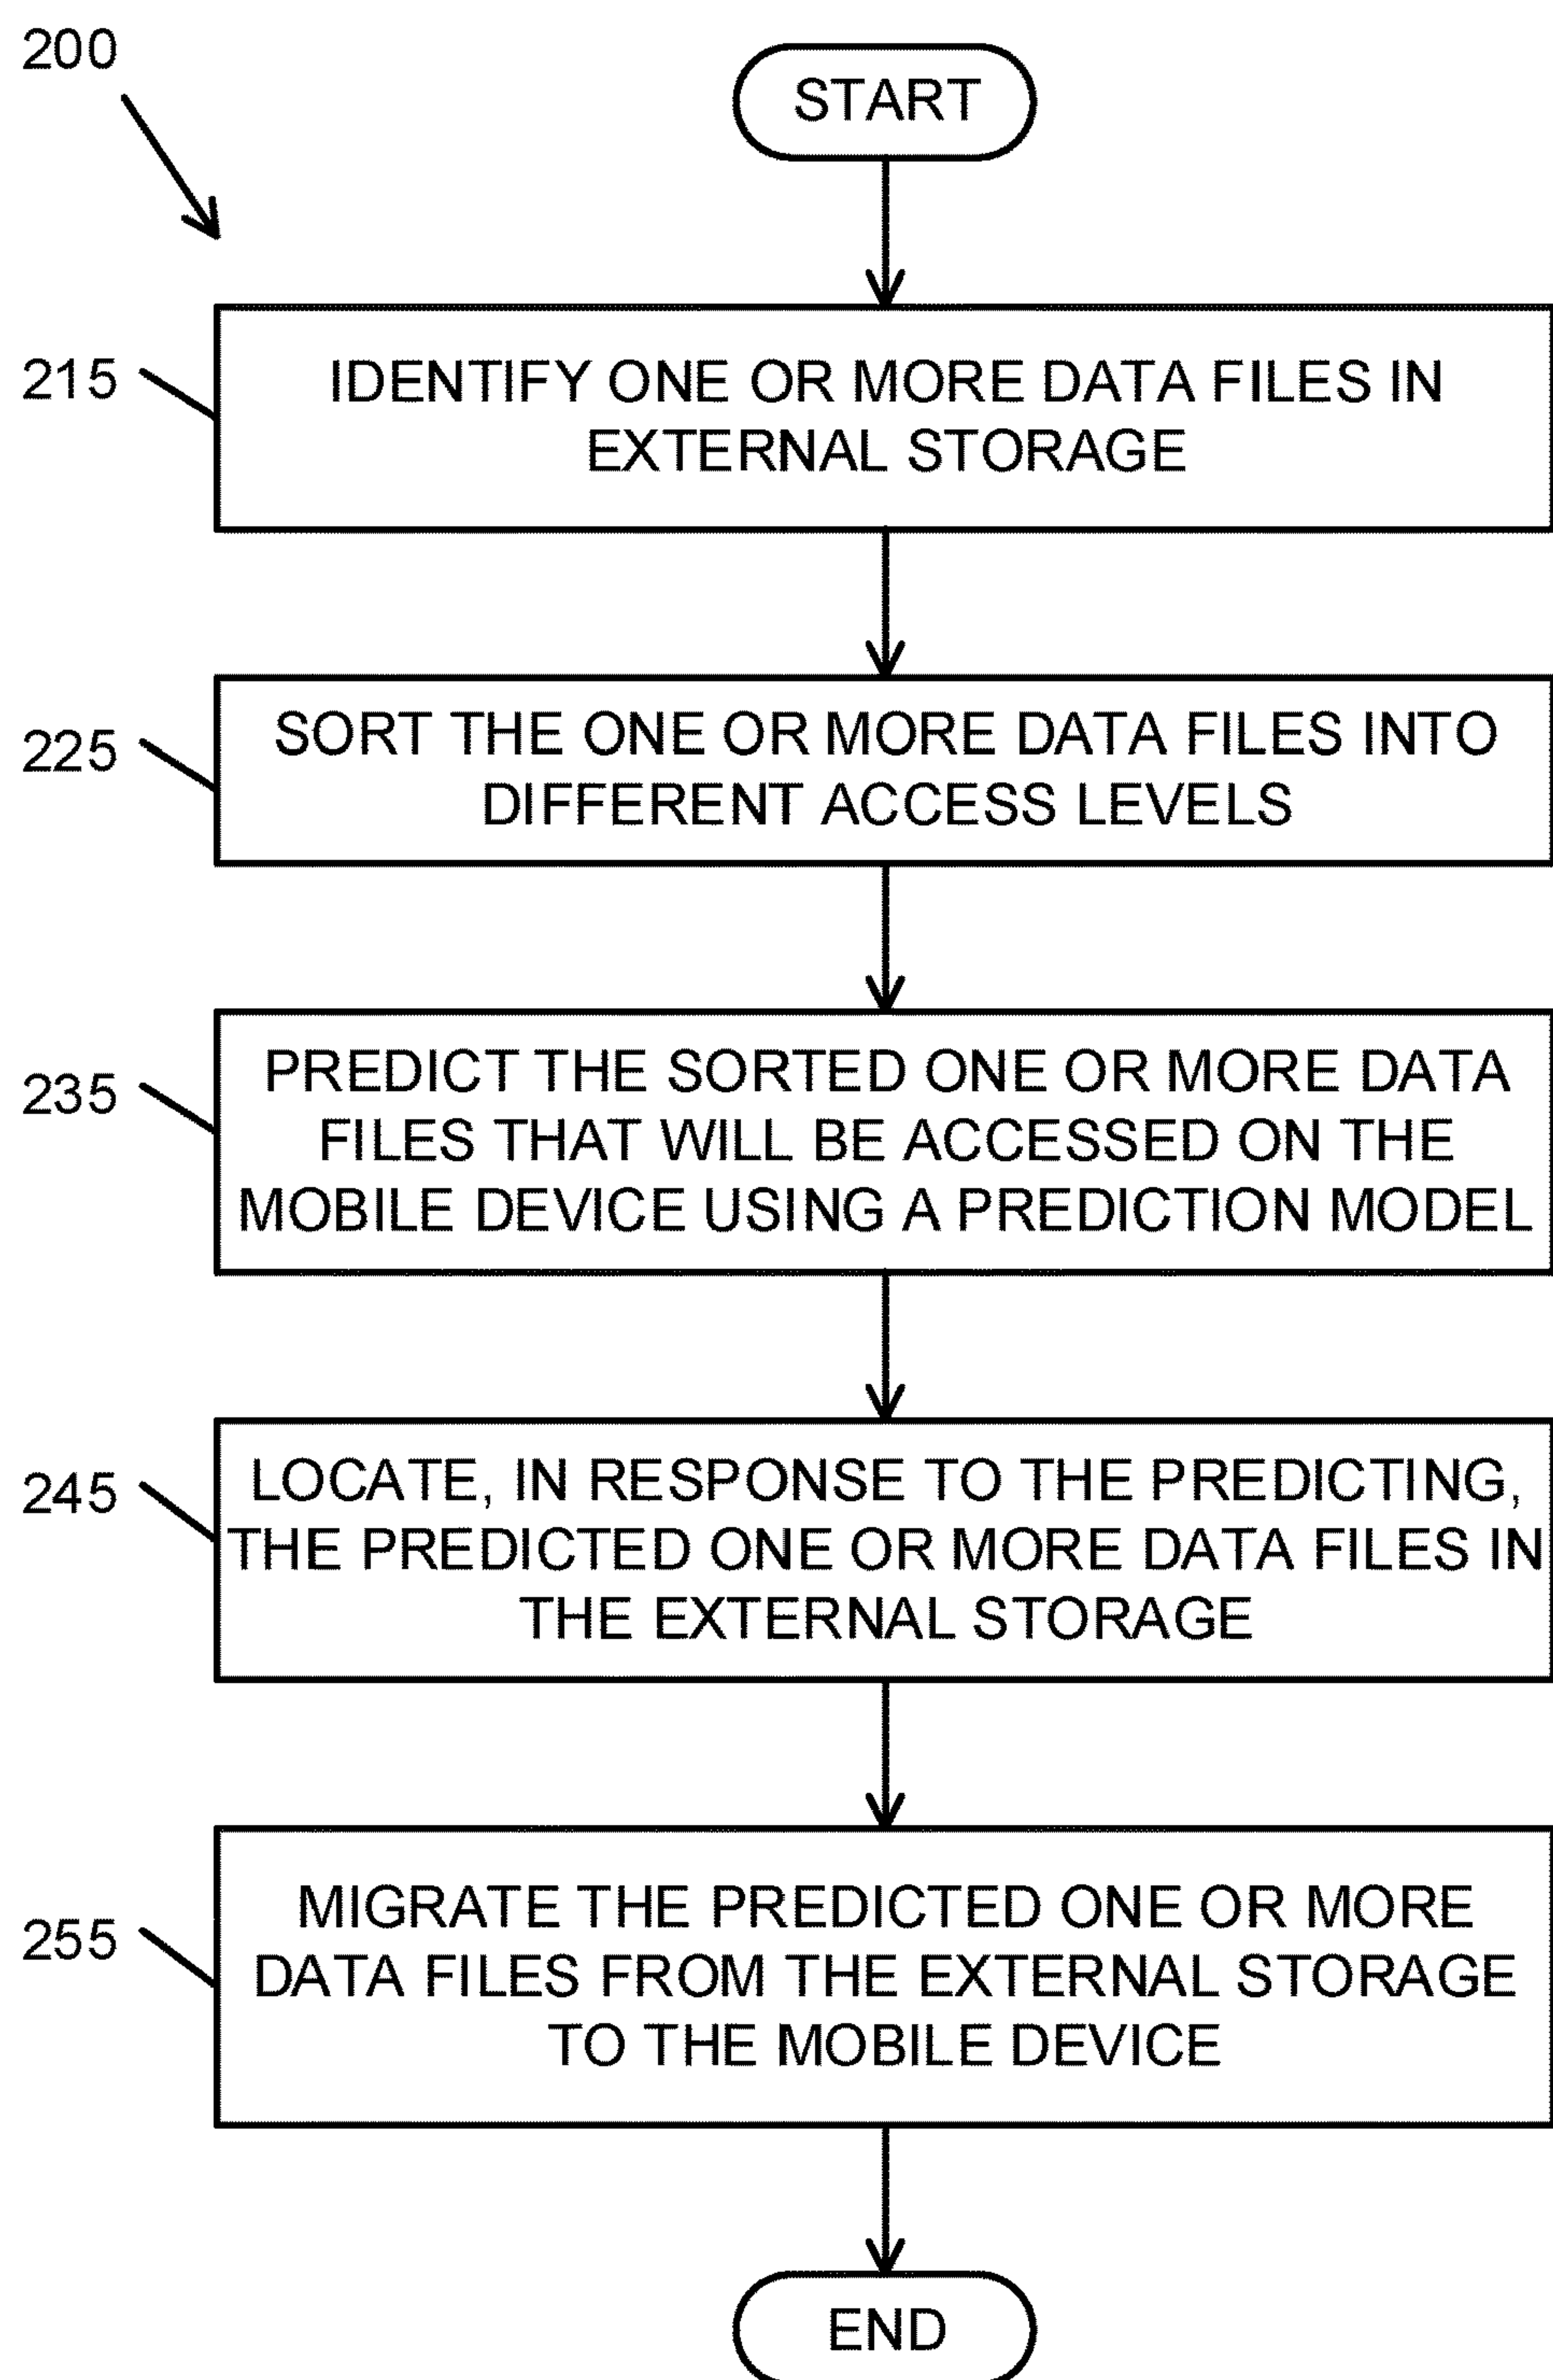 200
START
215
IDENTIFY ONE OR MORE DATA FILES IN
EXTERNAL STORAGE
225
SORT THE ONE OR MORE DATA FILES INTO
DIFFERENT ACCESS LEVELS
235
PREDICT THE SORTED ONE OR MORE DATA
FILES THAT WILL BE ACCESSED ON THE
MOBILE DEVICE USING A PREDICTION MODEL
245
LOCATE, IN RESPONSE TO THE PREDICTING,
THE PREDICTED ONE OR MORE DATA FILES IN
THE EXTERNAL STORAGE
255
MIGRATE THE PREDICTED ONE OR MORE
DATA FILES FROM THE EXTERNAL STORAGE
TO THE MOBILE DEVICE
END